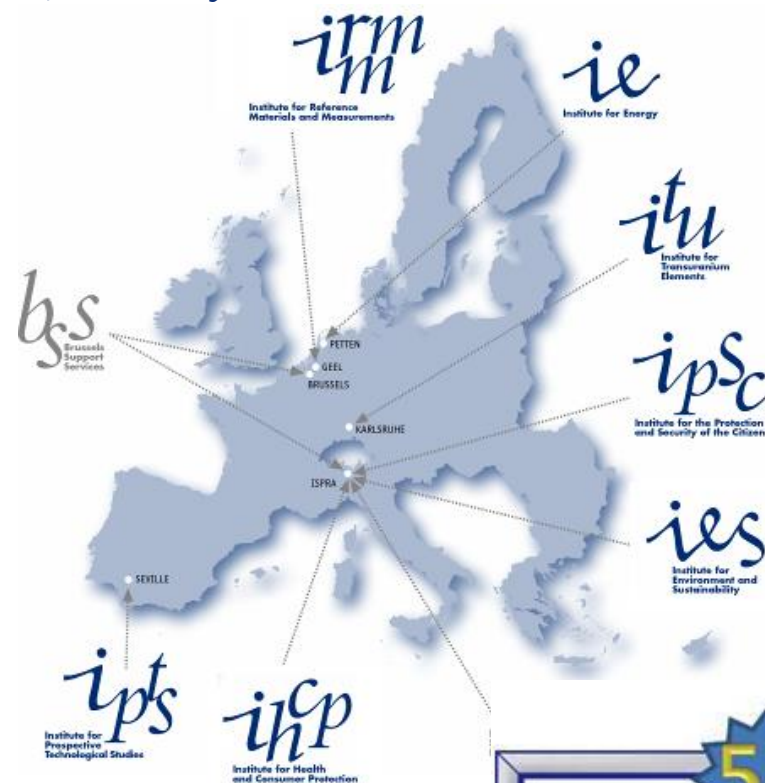 irmm
Institute for Reference
Materials and Measurements
ie
Institute for Energy
itu
Institute for
Transuranium
Elements
bss
Brussels
Support
Services
PETTEN
GEEL
BRUSSELS
ipsc
Institute for the Protection
and Security of the Citizen
KARLSRUHE
ISPRA
ies
Institute for
Environment and
Sustainability
SEVILLE
ipts
Institute for
Prospective
Technological Studies
ihcp
Institute for Health
and Consumer Protection
5